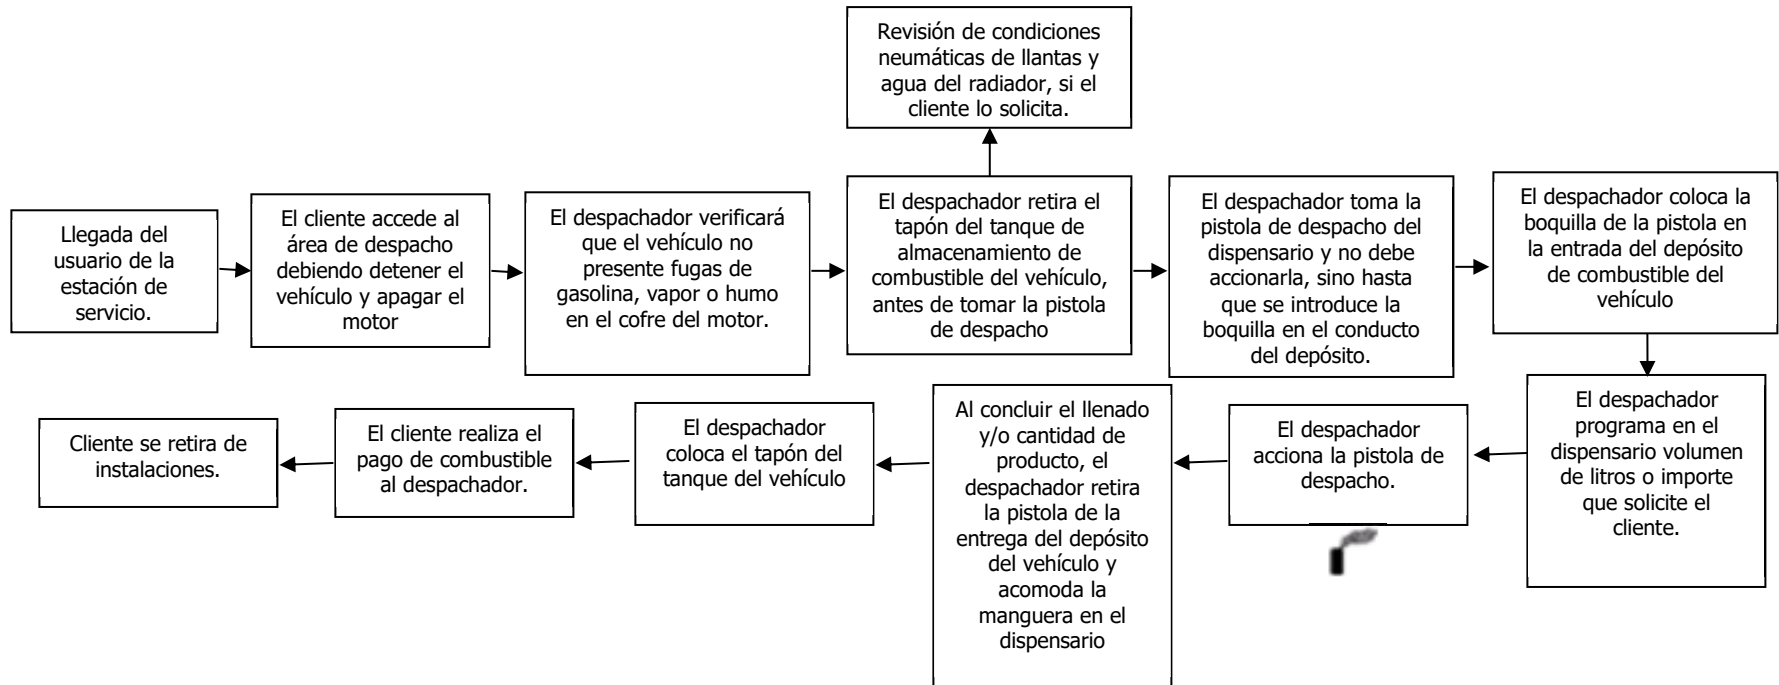 Revisión de condiciones
neumáticas de llantas y
agua del radiador, si el
cliente lo solicita.
Llegada del
usuario de la
estación de
servicio.
El cliente accede al
área de despacho
debiendo detener el
vehículo y apagar el
motor
El despachador verificará
que el vehículo no
presente fugas de
gasolina, vapor o humo
en el cofre del motor.
El despachador retira el
tapón del tanque de
almacenamiento de
combustible del vehículo,
antes de tomar la pistola
de despacho
El despachador toma la
pistola de despacho del
dispensario y no debe
accionarla, sino hasta
que se introduce la
boquilla en el conducto
del depósito.
El despachador coloca la
boquilla de la pistola en
la entrada del depósito
de combustible del
vehículo
El despachador
programa en el
dispensario volumen
de litros o importe
que solicite el
cliente.
El despachador
acciona la pistola de
despacho.
Al concluir el llenado
y/o cantidad de
producto, el
despachador retira
la pistola de la
entrega del depósito
del vehículo y
acomoda la
manguera en el
dispensario
El despachador
coloca el tapón del
tanque del vehículo
El cliente realiza el
pago de combustible
al despachador.
Cliente se retira de
instalaciones.